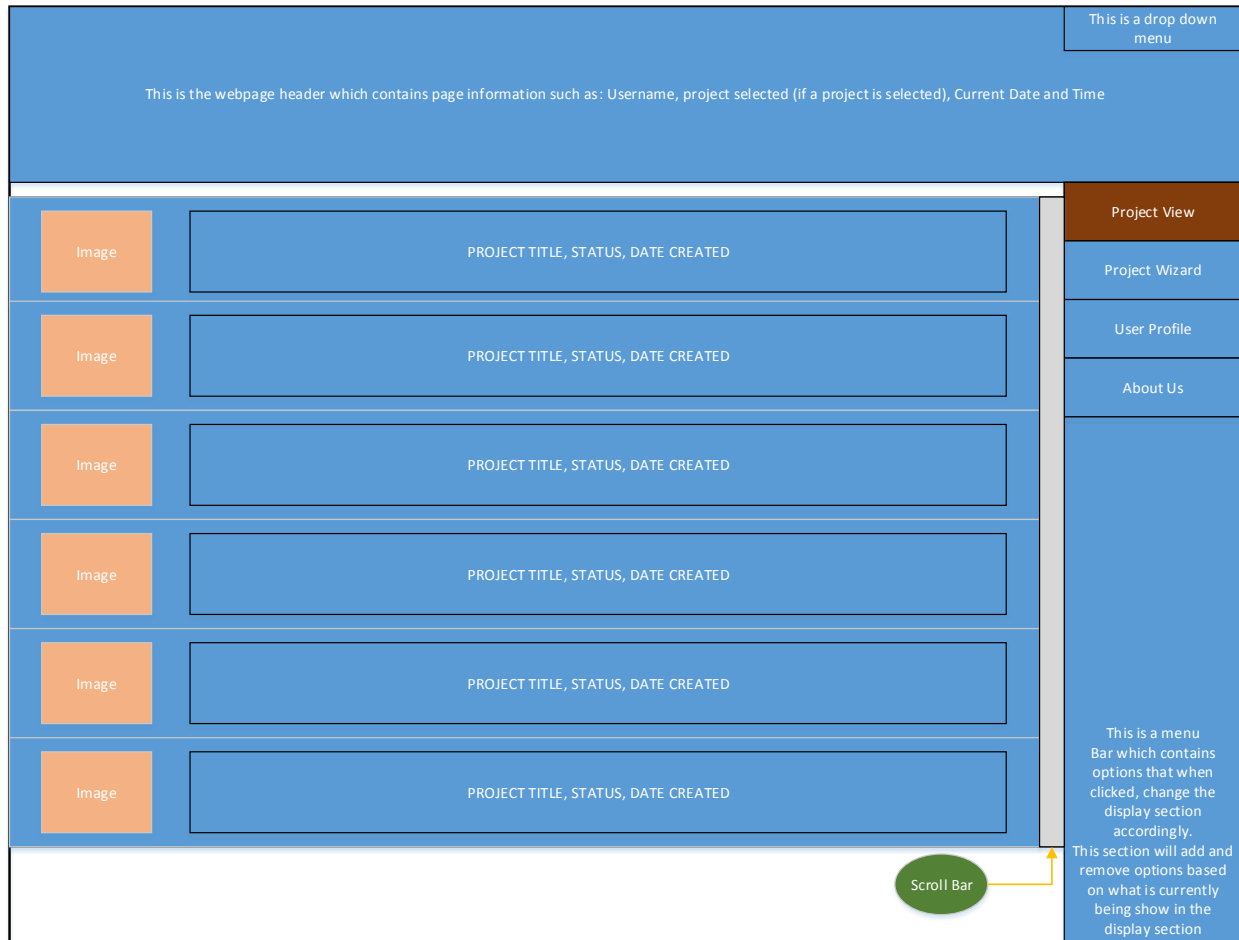 This is a drop down
menu
This is the webpage header which contains page information such as: Username, project selected (if a project is selected), Current Date and Time
Project View
Project Wizard
User Profile
About Us
Image
PROJECT TITLE, STATUS, DATE CREATED
Image
PROJECT TITLE, STATUS, DATE CREATED
Image
PROJECT TITLE, STATUS, DATE CREATED
Image
PROJECT TITLE, STATUS, DATE CREATED
Image
PROJECT TITLE, STATUS, DATE CREATED
Image
PROJECT TITLE, STATUS, DATE CREATED
This is a menu
Bar which contains
options that when
clicked, change the
display section
accordingly.
This section will add and
remove options based
on what is currently
being show in the
display section
Scroll Bar